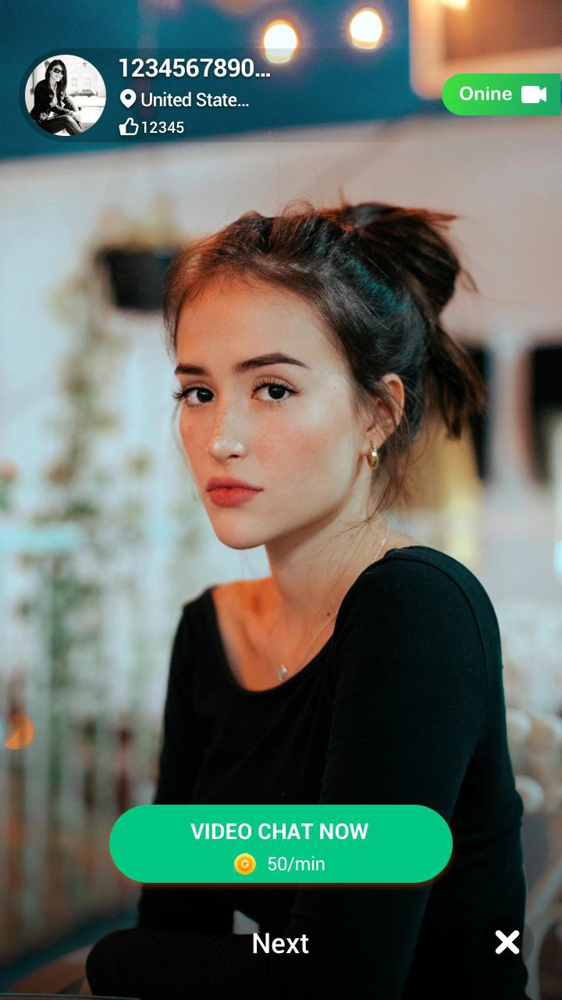 1234567890...
United State...
12345
Onine
VIDEO CHAT NOW
G 50/min
Next